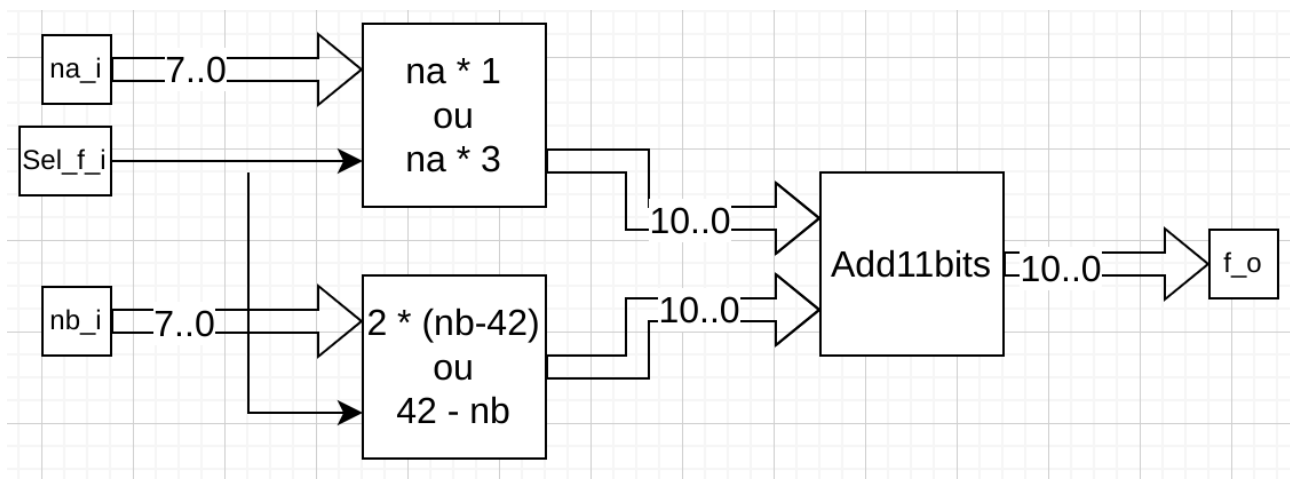 na_i
7..0
na * 1
ou
na * 3
Sel_f_i
10..0
Add11bits
10..0
f_o
nb_i
7..0
2 * (nb-42)
ou
42 - nb
10..0